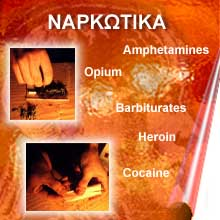 ΝΑΡΚΩΤΙΚΑ
Amphetamines
Opium
Barbiturates
Heroin
Cocaine